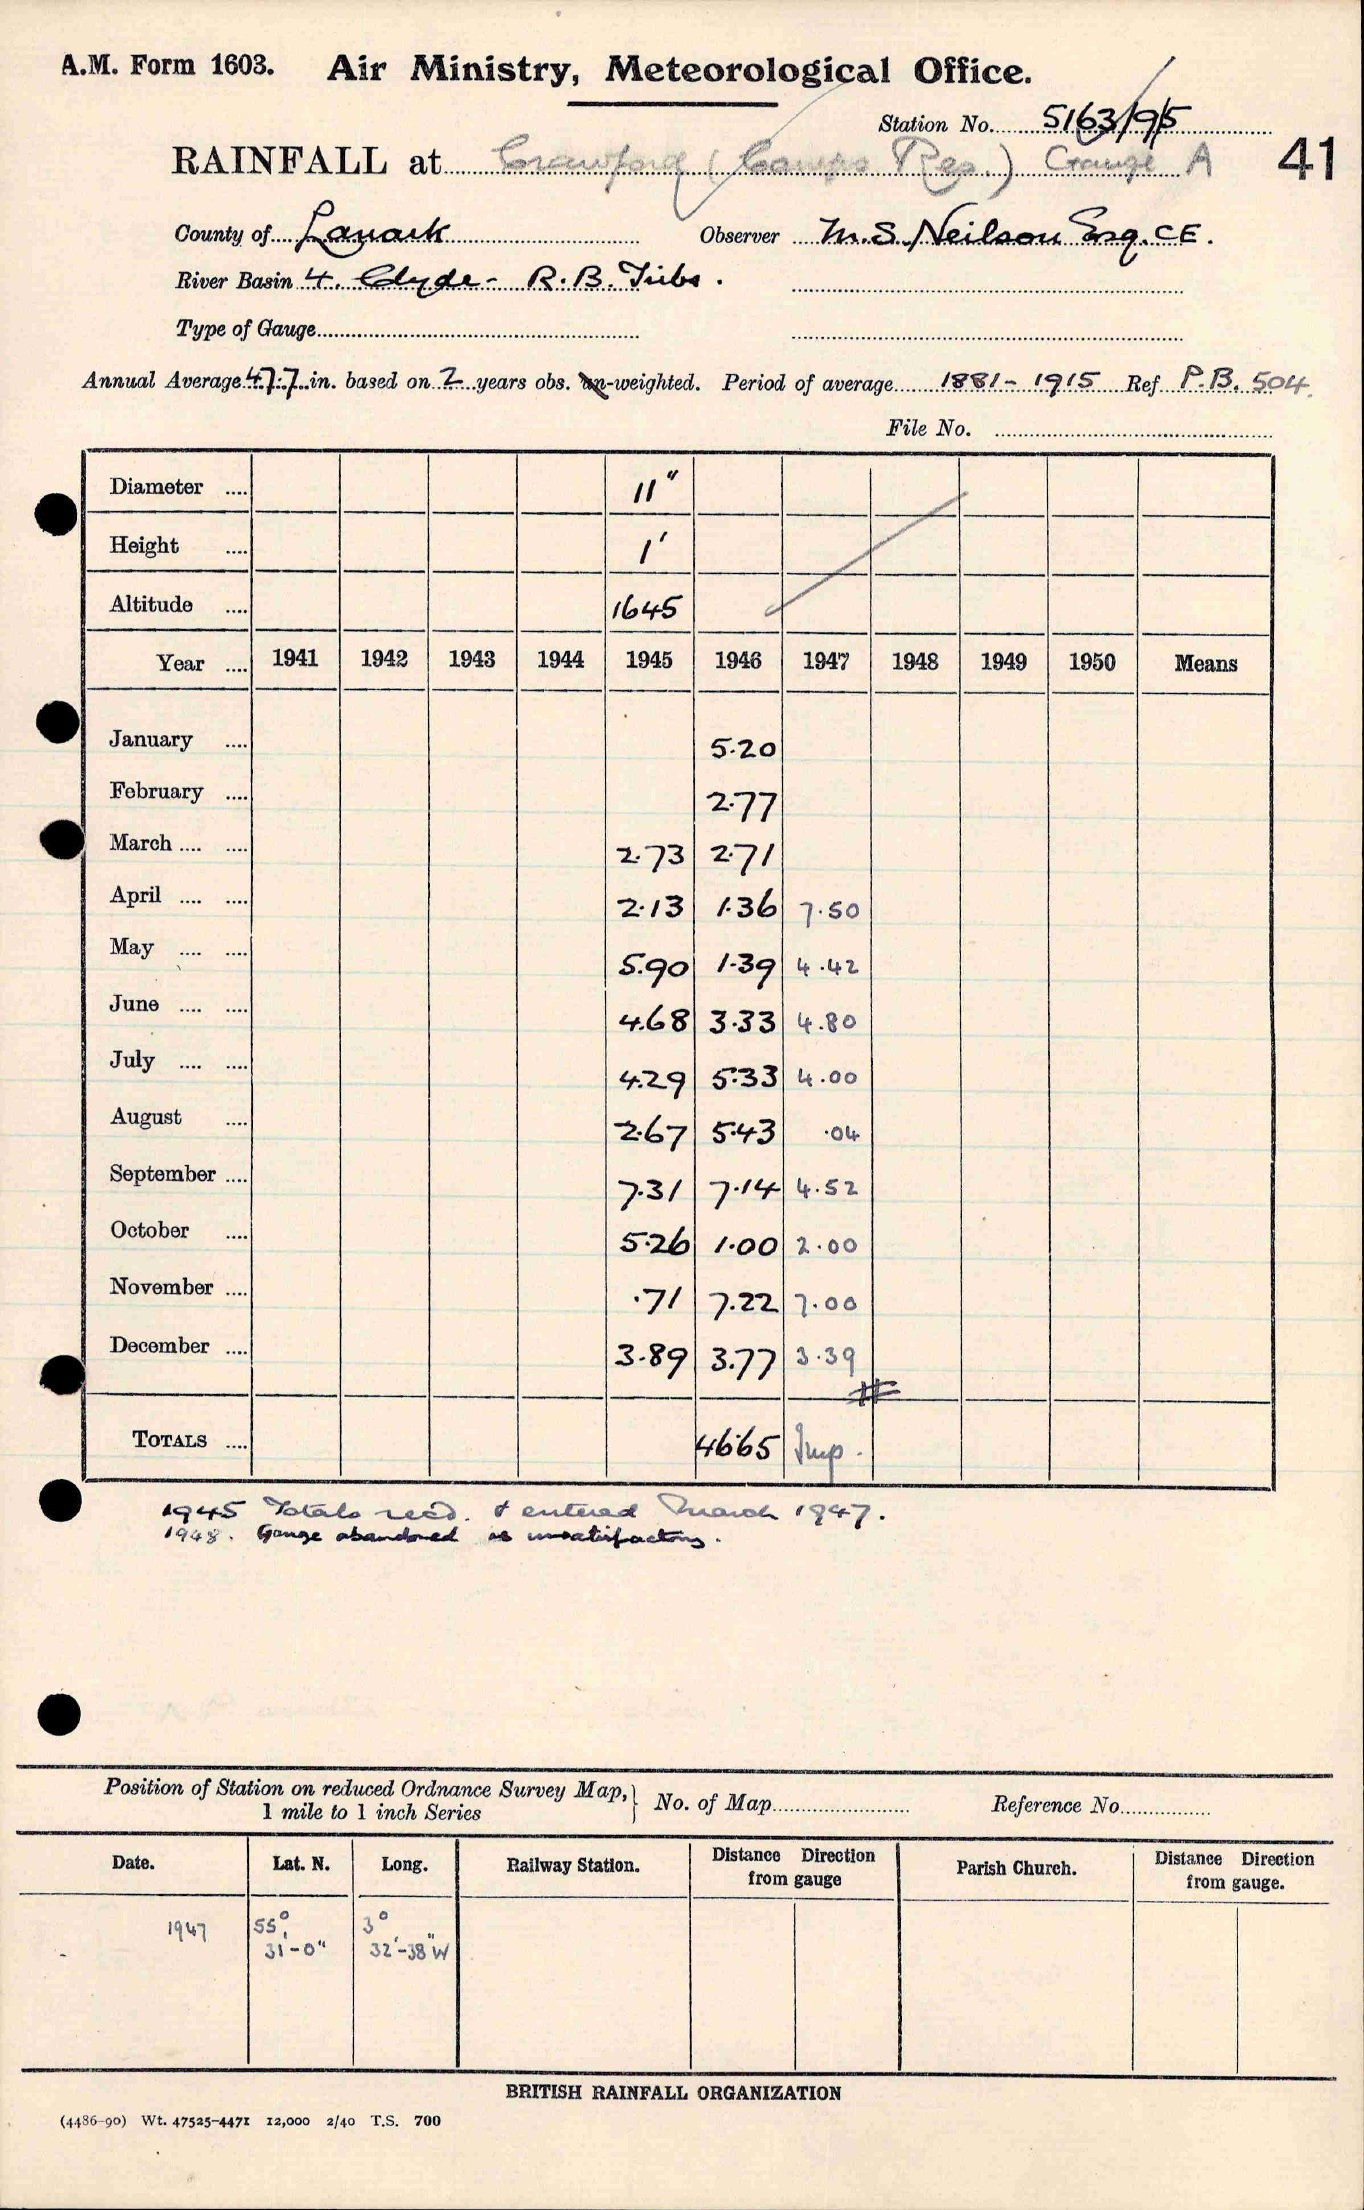 A.M. Form 1603. Air Ministry, Meteorological Office.
Station No. 5163/9/5
RAINFALL at Crawford (Camps Res.) Gauge A 41
County of Lanark Observer M.S. Neilson Esq. C.E.
River Basin 4. Clyde - R.B. Tribs.
Type of Gauge
Annual Average 47.7 in. based on 2 years obs. un-weighted. Period of average 1881-1915 Ref P.B. 504.
File No.
Diameter .... 11"
Height .... 1'
Altitude .... 1645
Year .... 1941 1942 1943 1944 1945 1946 1947 1948 1949 1950 Means
January .... 5.20
February .... 2.77
March .... .... 2.73 2.71
April .... .... 2.13 1.36 7.50
May .... .... 5.90 1.39 4.42
June .... .... 4.68 3.33 4.80
July .... .... 4.29 5.33 4.00
August .... 2.67 5.43 .04
September .... 7.31 7.14 4.52
October .... 5.26 1.00 2.00
November .... .71 7.22 7.00
December .... 3.89 3.77 3.39
TOTALS .... 46.65 Imp.
1945 Totals recd. & entered March 1947.
1948. Gauge abandoned as unsatisfactory.
Position of Station on reduced Ordnance Survey Map,
1 mile to 1 inch Series } No. of Map Reference No
Date. Lat. N. Long. Railway Station. Distance Direction from gauge Parish Church. Distance Direction from gauge.
1947 55° 3°
31'-0" 32'-38"W
BRITISH RAINFALL ORGANIZATION
(4486-90) Wt. 47525-4471 12,000 2/40 T.S. 700